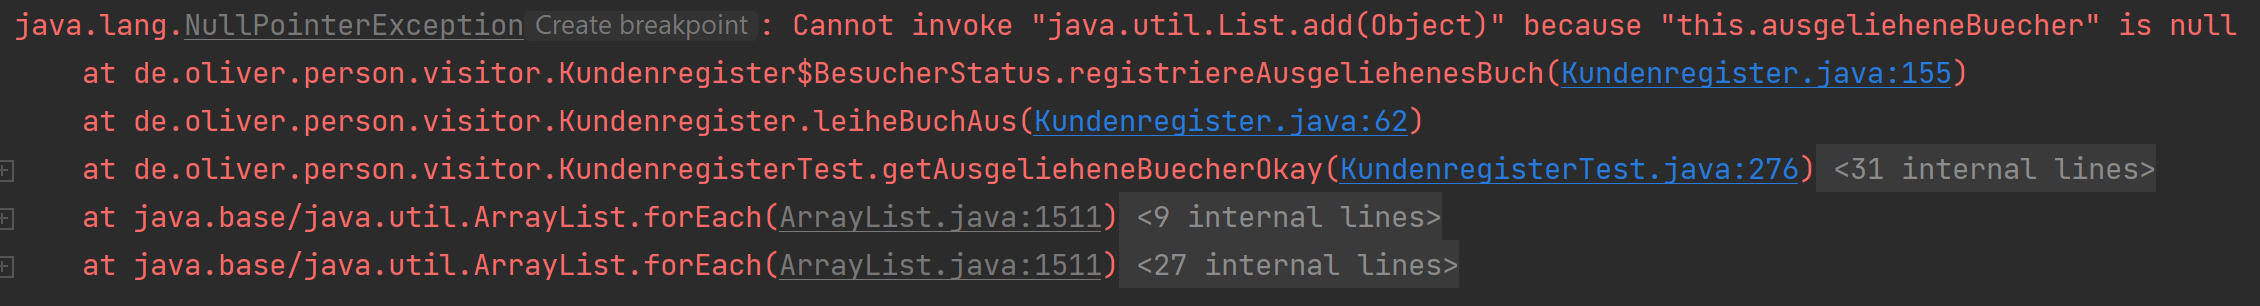 java.lang.NullPointerException Create breakpoint : Cannot invoke "java.util.List.add(Object)" because "this.ausgelieheneBuecher" is null
at de.oliver.person.visitor.Kundenregister$BesucherStatus.registriereAusgeliehenesBuch(Kundenregister.java:155)
at de.oliver.person.visitor.Kundenregister.leiheBuchAus(Kundenregister.java:62)
at de.oliver.person.visitor.KundenregisterTest.getAusgelieheneBuecherOkay(KundenregisterTest.java:276) <31 internal lines>
at java.base/java.util.ArrayList.forEach(ArrayList.java:1511) <9 internal lines>
at java.base/java.util.ArrayList.forEach(ArrayList.java:1511) <27 internal lines>